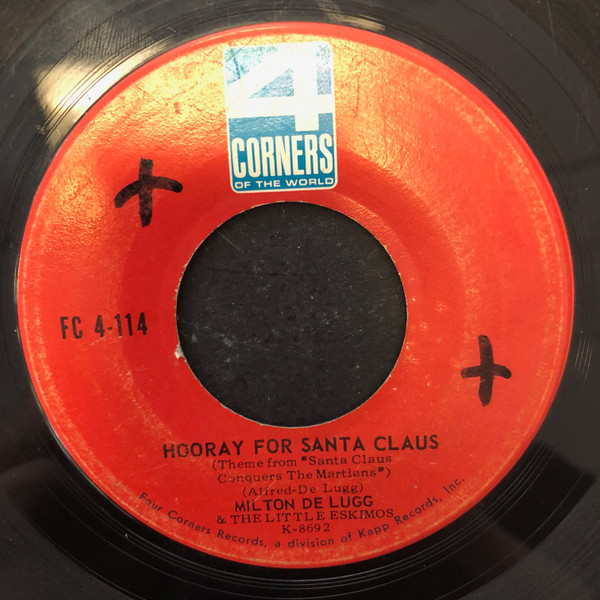 4
CORNERS
OF THE WORLD
FC 4-114
HOORAY FOR SANTA CLAUS
(Theme from "Santa Claus
Conquers The Martians")
(Alfred-De Lugg)
MILTON DE LUGG
& THE LITTLE ESKIMOS
K-8692
Four Corners Records, a division of Kapp Records, Inc.